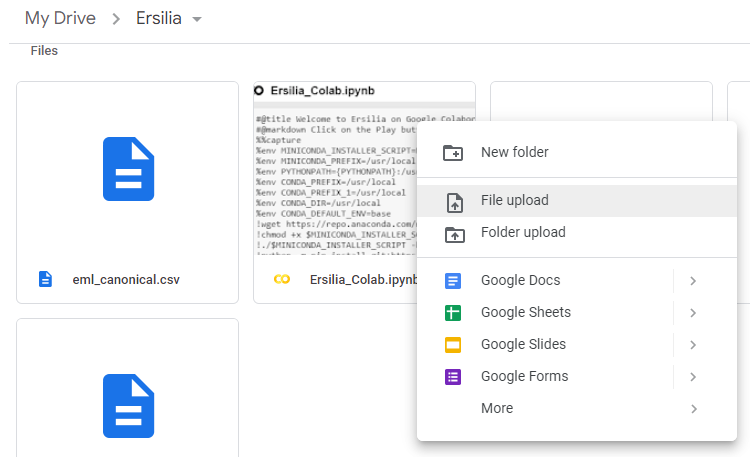 My Drive > Ersilia
Files
Ersilia_Colab.ipynb
#@title Welcome to Ersilia on Google Colabor
#@markdown Click on the Play butt
%%capture
%env MINICONDA_INSTALLER_SCRIPT=
%env MINICONDA_PREFIX=/usr/local
%env PYTHONPATH={PYTHONPATH}:/us
%env CONDA_PREFIX=/usr/local
%env CONDA_PREFIX_1=/usr/local
%env CONDA_DIR=/usr/local
%env CONDA_DEFAULT_ENV=base
!wget https://repo.anaconda.com/
!chmod +x $MINICONDA_INSTALLER_SC
!./$MINICONDA_INSTALLER_SCRIPT
eml_canonical.csv
Ersilia_Colab.ipynb
New folder
File upload
Folder upload
Google Docs
Google Sheets
Google Slides
Google Forms
More